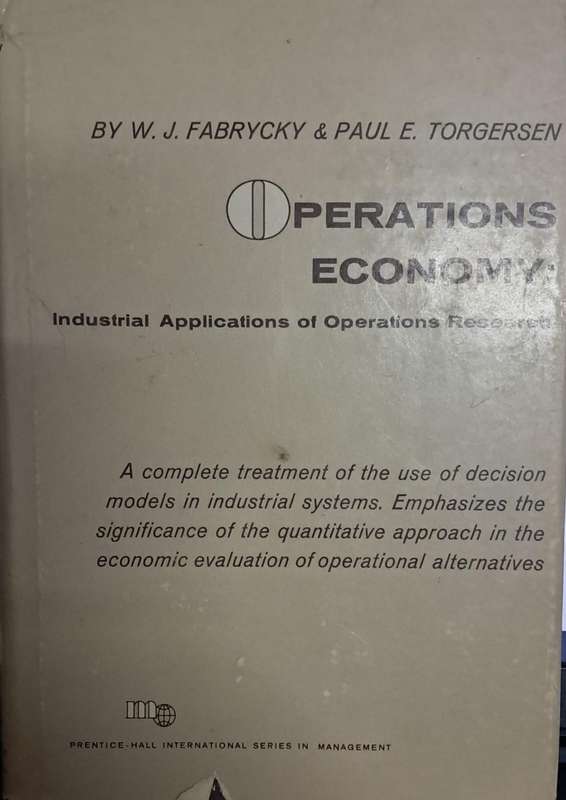 BY W. J. FABRYCKY & PAUL E. TORGERSEN
OPERATIONS
ECONOMY:
Industrial Applications of Operations Research
A complete treatment of the use of decision
models in industrial systems. Emphasizes the
significance of the quantitative approach in the
economic evaluation of operational alternatives
im
PRENTICE-HALL INTERNATIONAL SERIES IN MANAGEMENT